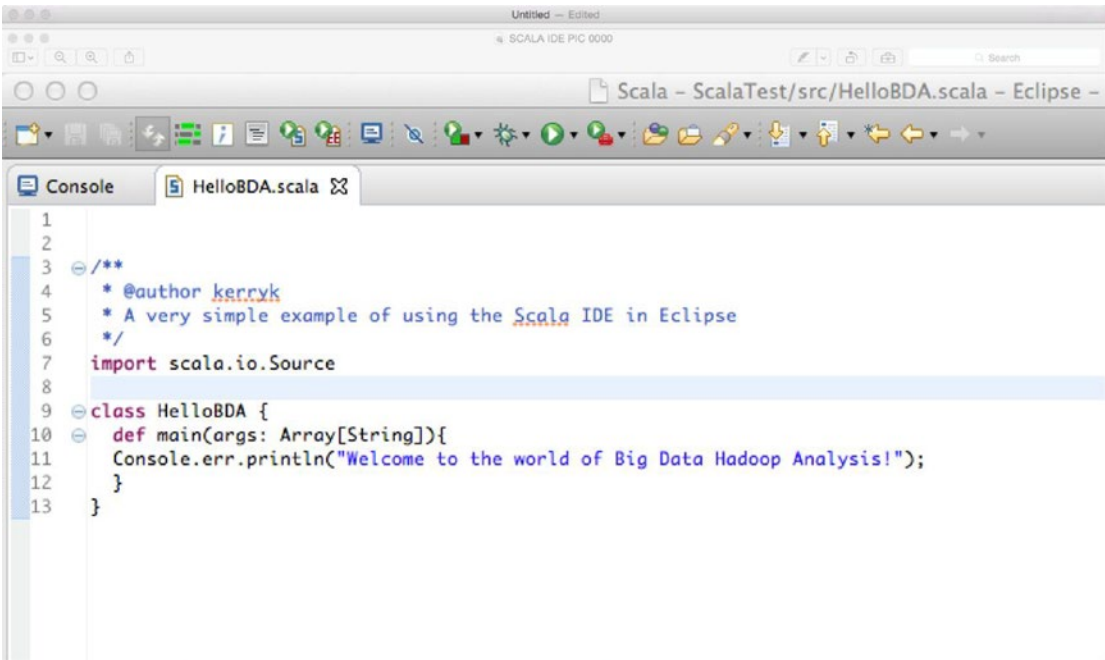 Untitled — Edited
SCALA IDE PIC 0000
Search
Scala – ScalaTest/src/HelloBDA.scala – Eclipse –
Console HelloBDA.scala
1
2
3 /**
4 * @author kerryk
5 * A very simple example of using the Scala IDE in Eclipse
6 */
7 import scala.io.Source
8
9 class HelloBDA {
10 def main(args: Array[String]){
11 Console.err.println("Welcome to the world of Big Data Hadoop Analysis!");
12 }
13 }